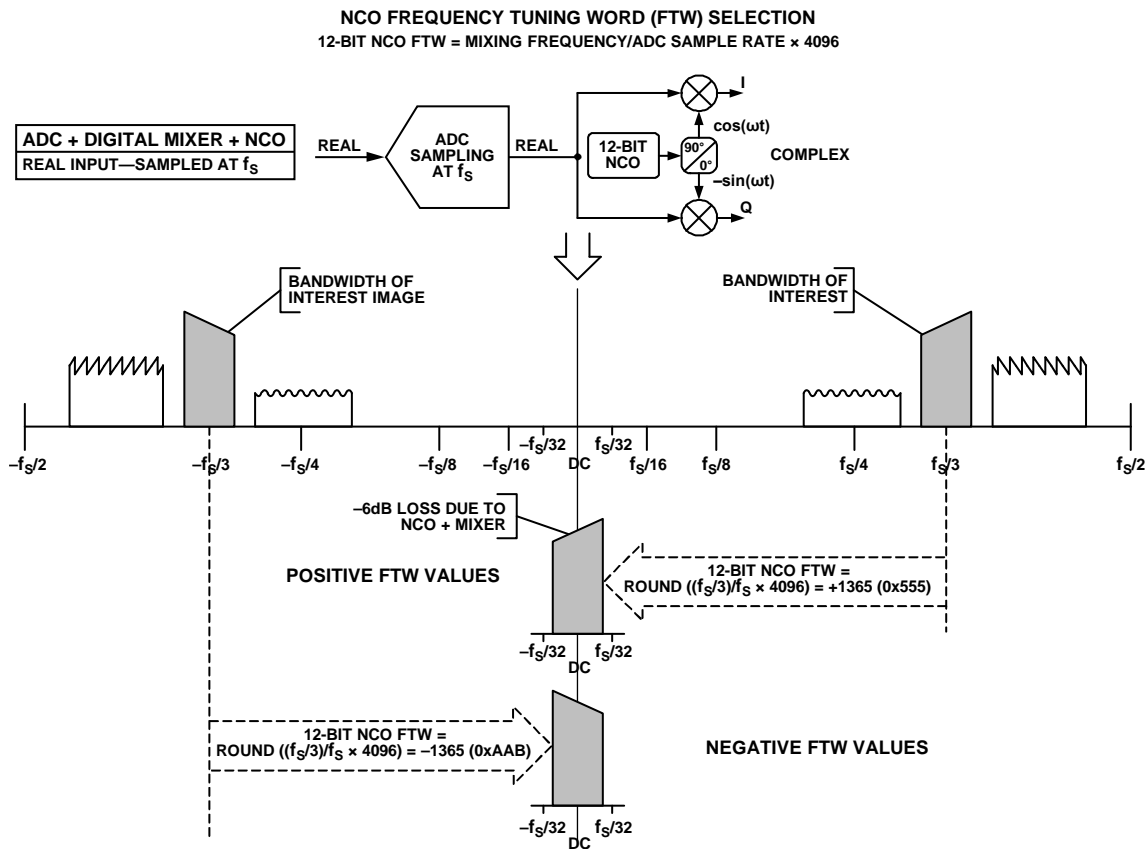 NCO FREQUENCY TUNING WORD (FTW) SELECTION
12-BIT NCO FTW = MIXING FREQUENCY/ADC SAMPLE RATE × 4096
ADC + DIGITAL MIXER + NCO
REAL INPUT—SAMPLED AT fS
REAL
ADC
SAMPLING
AT fS
REAL
12-BIT
NCO
90°
0°
I
cos(ωt)
COMPLEX
–sin(ωt)
Q
BANDWIDTH OF
INTEREST IMAGE
BANDWIDTH OF
INTEREST
–fS/2
–fS/3
–fS/4
–fS/8
–fS/16
–fS/32
DC
fS/32
fS/16
fS/8
fS/4
fS/3
fS/2
–6dB LOSS DUE TO
NCO + MIXER
POSITIVE FTW VALUES
12-BIT NCO FTW =
ROUND ((fS/3)/fS × 4096) = +1365 (0x555)
–fS/32
DC
fS/32
12-BIT NCO FTW =
ROUND ((fS/3)/fS × 4096) = –1365 (0xAAB)
NEGATIVE FTW VALUES
–fS/32
DC
fS/32